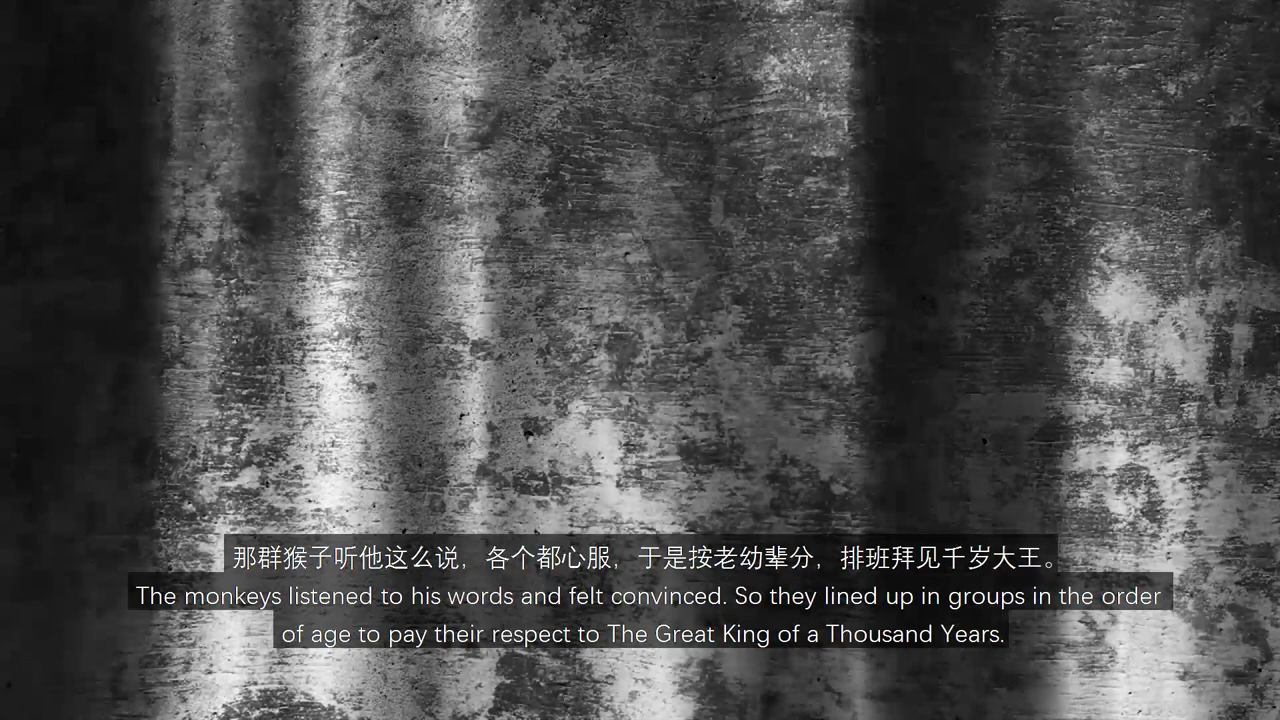 那群猴子听他这么说，各个都心服，于是按老幼辈分，排班拜见千岁大王。
The monkeys listened to his words and felt convinced. So they lined up in groups in the order
of age to pay their respect to The Great King of a Thousand Years.